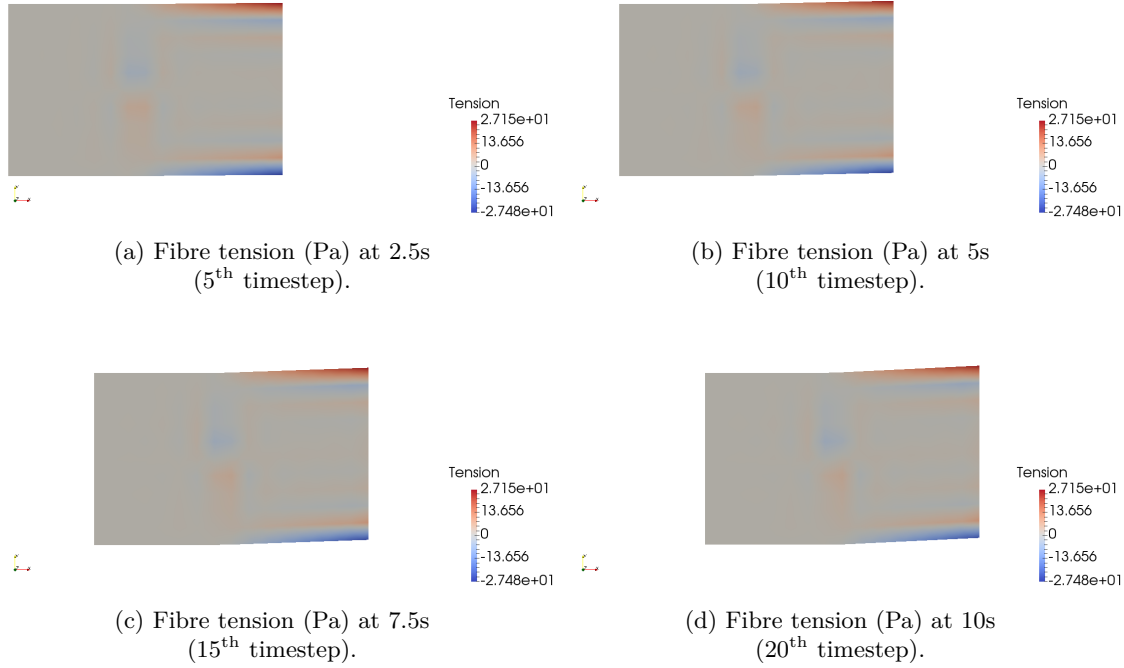 Tension
2.715e+01
13.656
0
-13.656
-2.748e+01
Tension
2.715e+01
13.656
0
-13.656
-2.748e+01
(a) Fibre tension (Pa) at 2.5s
(5th timestep).
(b) Fibre tension (Pa) at 5s
(10th timestep).
Tension
2.715e+01
13.656
0
-13.656
-2.748e+01
Tension
2.715e+01
13.656
0
-13.656
-2.748e+01
(c) Fibre tension (Pa) at 7.5s
(15th timestep).
(d) Fibre tension (Pa) at 10s
(20th timestep).